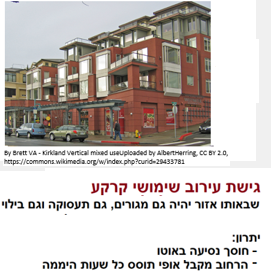 By Brett VA - Kirkland Vertical mixed useuploaded by AlbertHerring, CC BY 2.0,
https://commons.wikimedia.org/w/index.php?curid=29433781
גישת עירוב שימושי קרקע
שבאותו אזור יהיה גם מגורים, גם תעסוקה וגם בילוי
יתרון:
- חוסך נסיעה באוטו
- הרחוב מקבל אופי תוסס כל שעות היממה